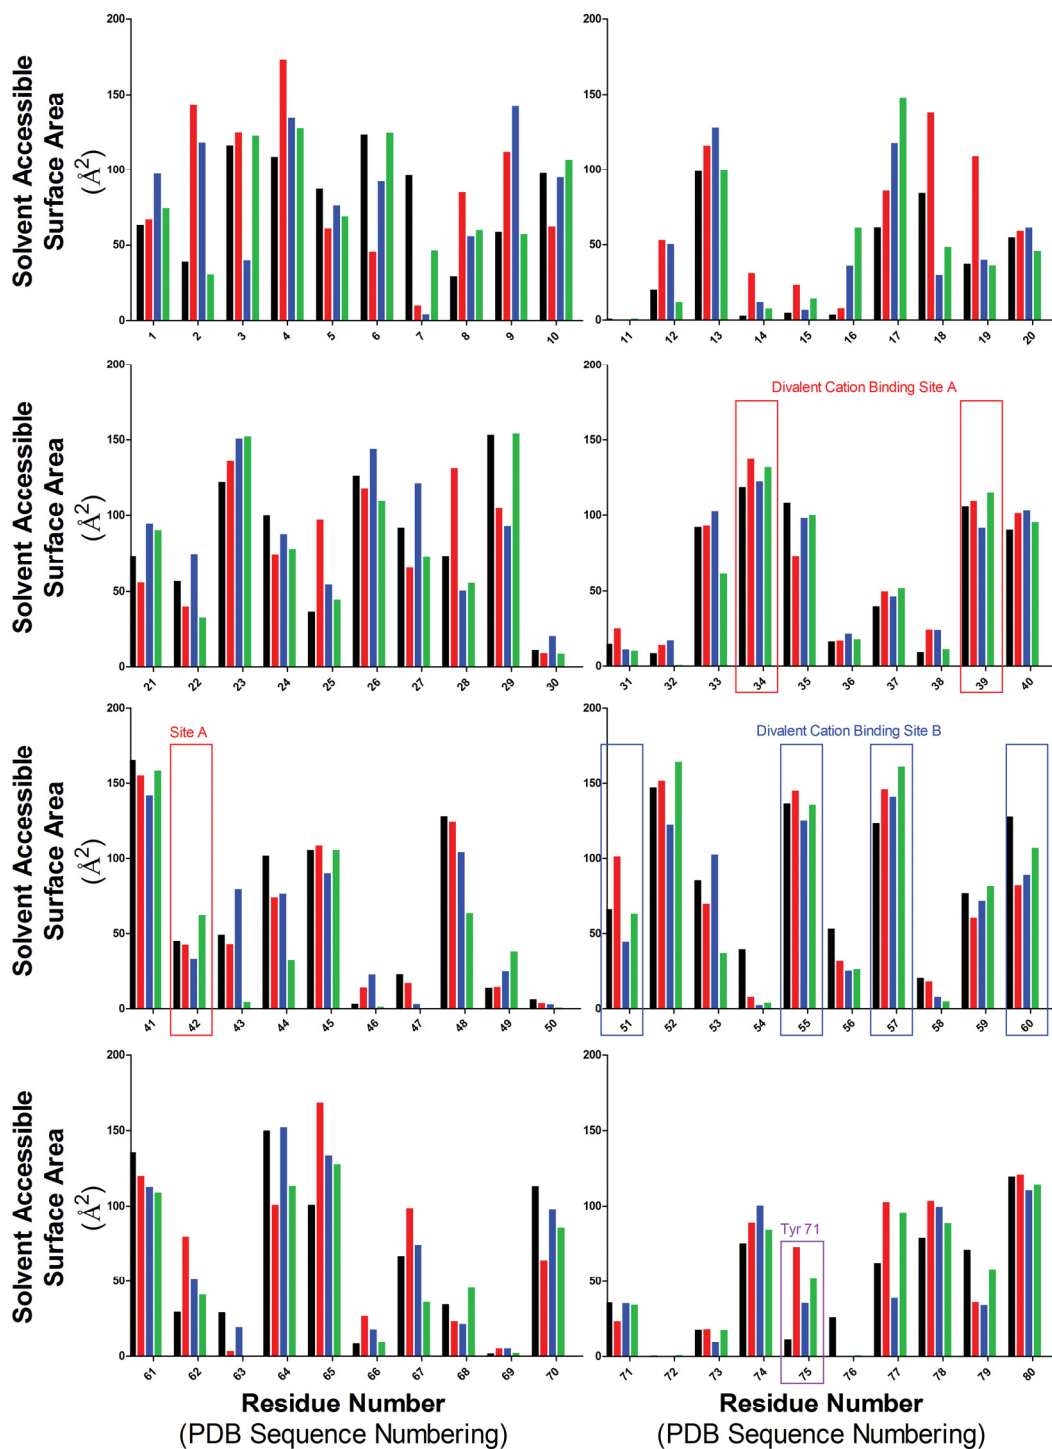 Solvent Accessible
Surface Area
(Å²)
200
150
100
50
0
1 2 3 4 5 6 7 8 9 10
200
150
100
50
0
11 12 13 14 15 16 17 18 19 20
Solvent Accessible
Surface Area
(Å²)
200
150
100
50
0
21 22 23 24 25 26 27 28 29 30
Divalent Cation Binding Site A
200
150
100
50
0
31 32 33 34 35 36 37 38 39 40
Solvent Accessible
Surface Area
(Å²)
Site A
200
150
100
50
0
41 42 43 44 45 46 47 48 49 50
Divalent Cation Binding Site B
200
150
100
50
0
51 52 53 54 55 56 57 58 59 60
Solvent Accessible
Surface Area
(Å²)
200
150
100
50
0
61 62 63 64 65 66 67 68 69 70
Residue Number
(PDB Sequence Numbering)
Tyr 71
200
150
100
50
0
71 72 73 74 75 76 77 78 79 80
Residue Number
(PDB Sequence Numbering)